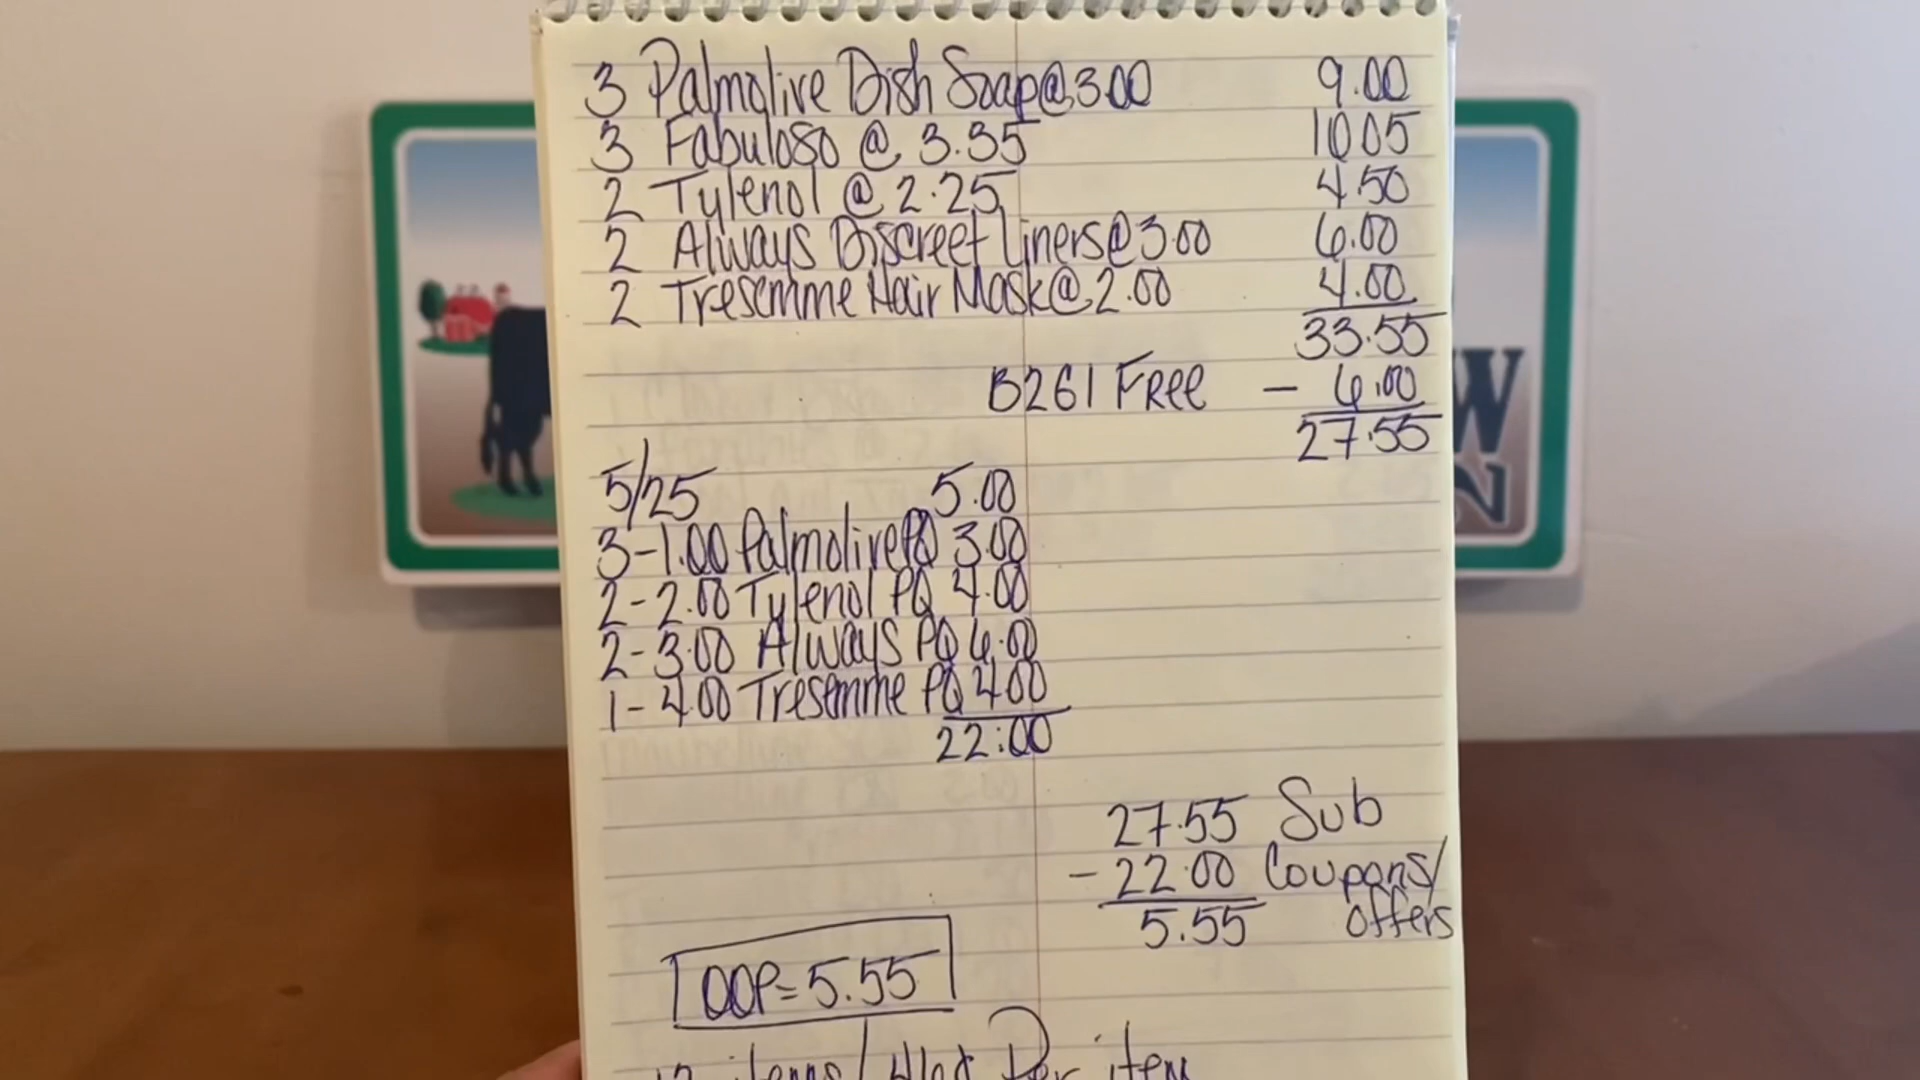 3 Palmolive Dish Soap@3.00 9.00
3 Fabuloso @ 3.35 10.05
2 Tylenol @ 2.25 4.50
2 Always Discreet Liners@3.00 6.00
2 Tresemme Hair Mask@2.00 4.00
33.55
B2G1 Free - 6.00
27.55
5/25 5.00
3-1.00 Palmolive PQ 3.00
2-2.00 Tylenol PQ 4.00
2-3.00 Always PQ 6.00
1-4.00 Tresemme PQ 4.00
22.00
27.55 Sub
- 22.00 Coupons/
offers
5.55
OOP=5.55
12 items/ Per item
W